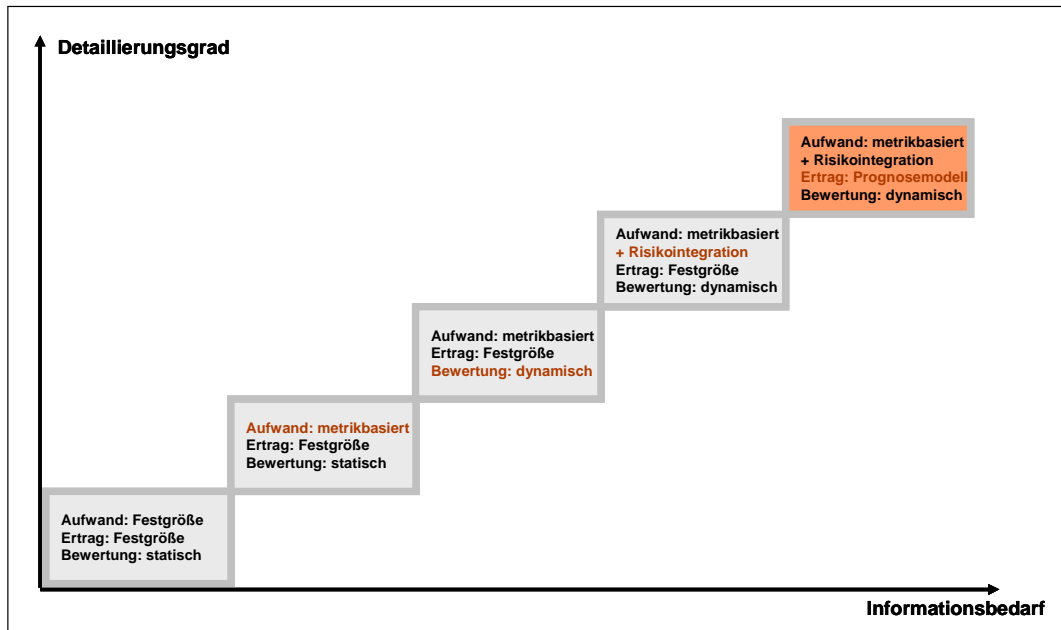 Detaillierungsgrad
Aufwand: metrikbasiert
+ Risikointegration
Ertrag: Prognosemodell
Bewertung: dynamisch
Aufwand: metrikbasiert
+ Risikointegration
Ertrag: Festgröße
Bewertung: dynamisch
Aufwand: metrikbasiert
Ertrag: Festgröße
Bewertung: dynamisch
Aufwand: metrikbasiert
Ertrag: Festgröße
Bewertung: statisch
Aufwand: Festgröße
Ertrag: Festgröße
Bewertung: statisch
Informationsbedarf